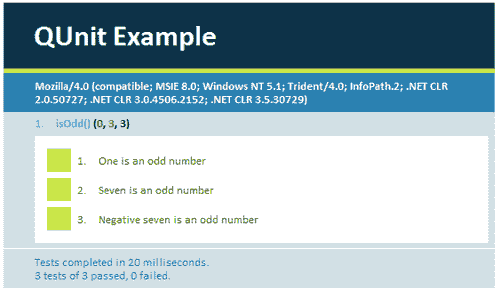 QUnit Example
Mozilla/4.0 (compatible; MSIE 8.0; Windows NT 5.1; Trident/4.0; InfoPath.2; .NET CLR
2.0.50727; .NET CLR 3.0.4506.2152; .NET CLR 3.5.30729)
1. isOdd() (0, 3, 3)
1. One is an odd number
2. Seven is an odd number
3. Negative seven is an odd number
Tests completed in 20 milliseconds.
3 tests of 3 passed, 0 failed.